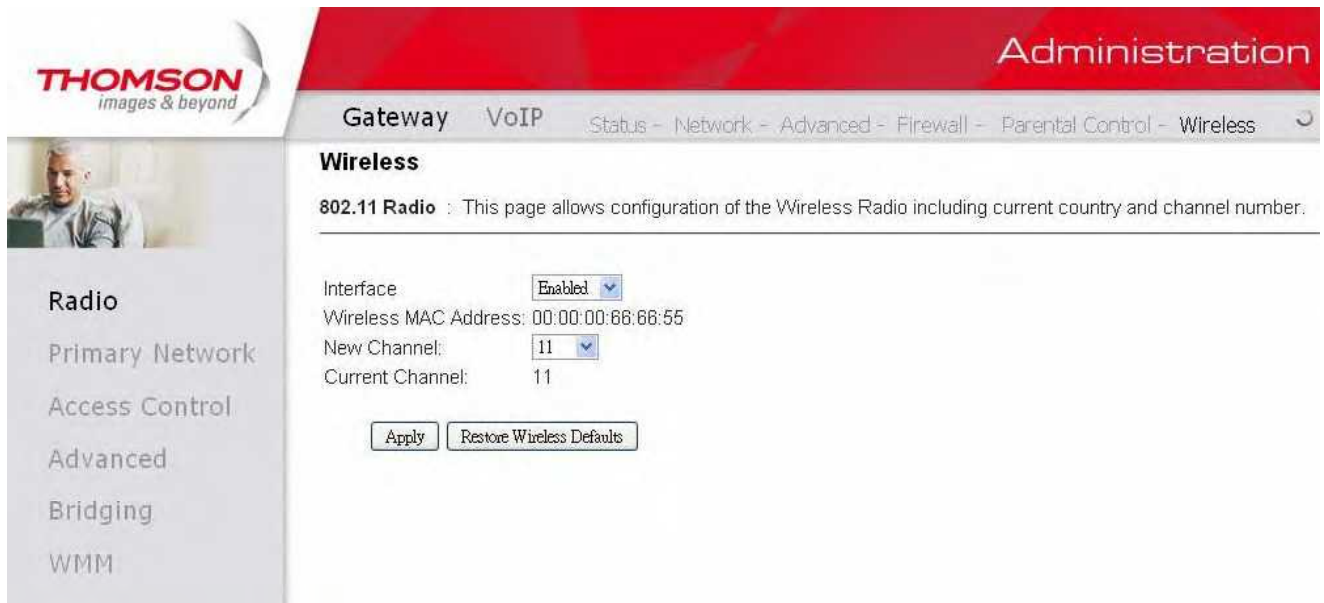 THOMSON
images & beyond
Administration
Gateway VoIP Status - Network - Advanced - Firewall - Parental Control - Wireless
Wireless
802.11 Radio : This page allows configuration of the Wireless Radio including current country and channel number.
Radio
Primary Network
Access Control
Advanced
Bridging
WMM
Interface Enabled
Wireless MAC Address: 00:00:00:66:66:55
New Channel: 11
Current Channel: 11
Apply Restore Wireless Defaults